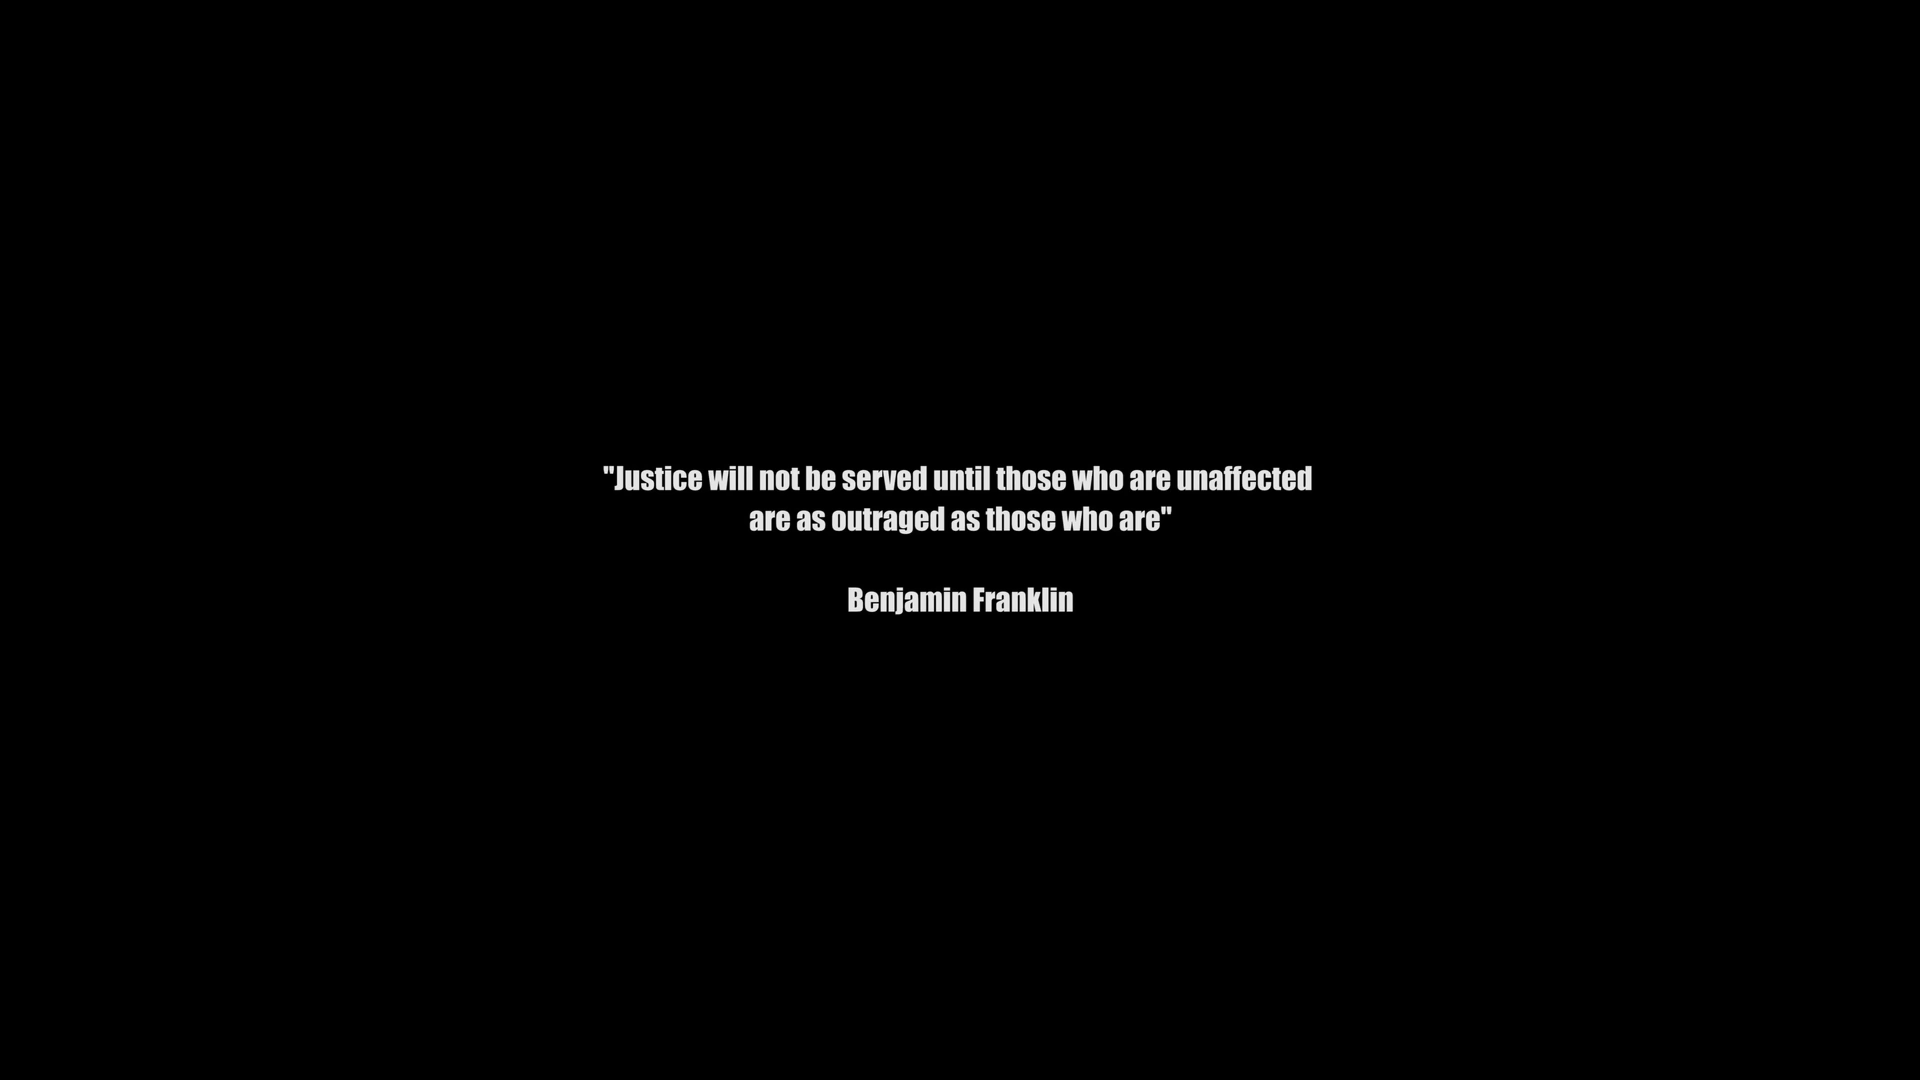 "Justice will not be served until those who are unaffected
are as outraged as those who are"
Benjamin Franklin